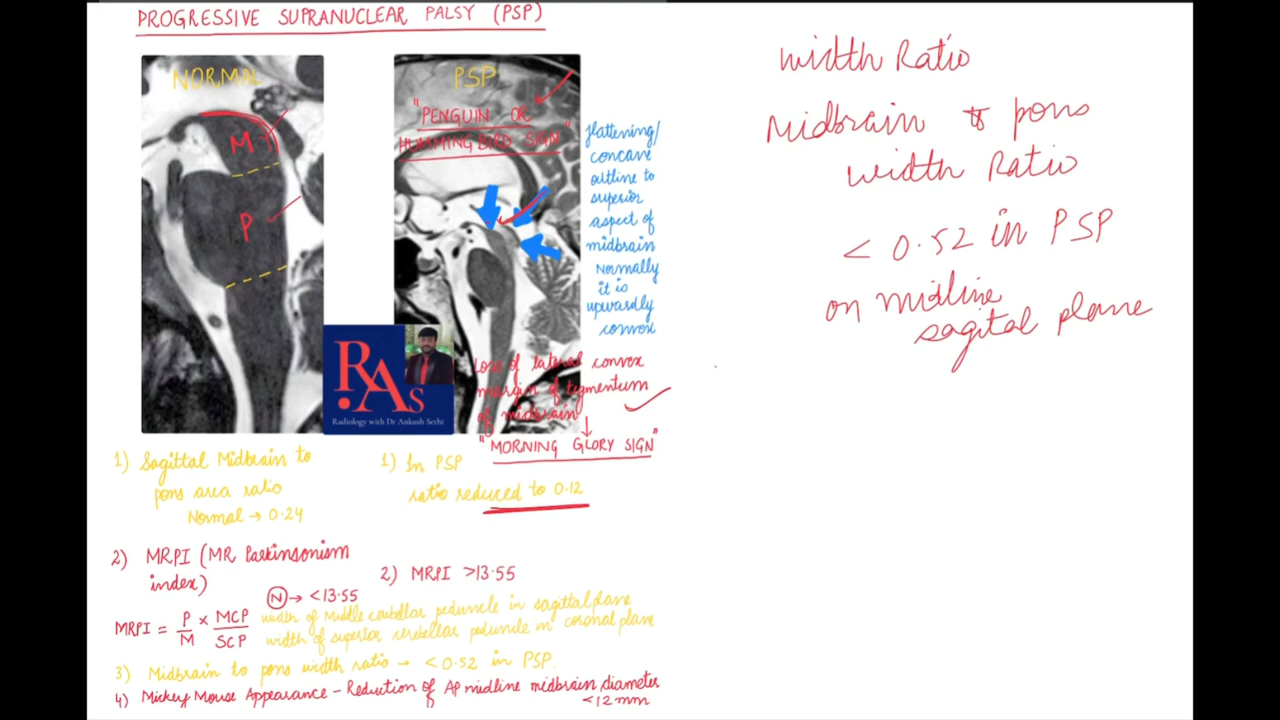 PROGRESSIVE SUPRANUCLEAR PALSY (PSP)
NORMAL
M
P
PSP
"PENGUIN OR
HUMMING BIRD SIGN"
flattening/
concave
outline to
superior
aspect of
midbrain
Normally
it is
upwardly
convex
RAs
Radiology with Dr Ankush Sethi
Loss of lateral convex
margin of tegmentum
of midbrain
↓
"MORNING GLORY SIGN"
1) Sagittal Midbrain to
pons area ratio
Normal → 0.24
1) In PSP
ratio reduced to 0.12
2) MRPI (MR Parkinsonism
index)
N → <13.55
2) MRPI >13.55
MRPI = P/M × MCP/SCP
width of middle cerebellar peduncle in sagittal plane
width of superior cerebellar peduncle in coronal plane
3) Midbrain to pons width ratio → <0.52 in PSP.
4) Mickey Mouse Appearance - Reduction of AP midline midbrain diameter
<12 mm
width Ratio
Midbrain to pons
width Ratio
< 0.52 in PSP
on midline
sagital plane